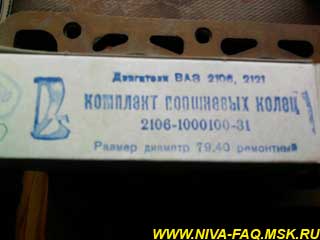 Двигатели ВАЗ 2106, 2121
комплект поршневых колец
2106-1000100-31
Размер диаметр 79,40 ремонтный
WWW.NIVA-FAQ.MSK.RU